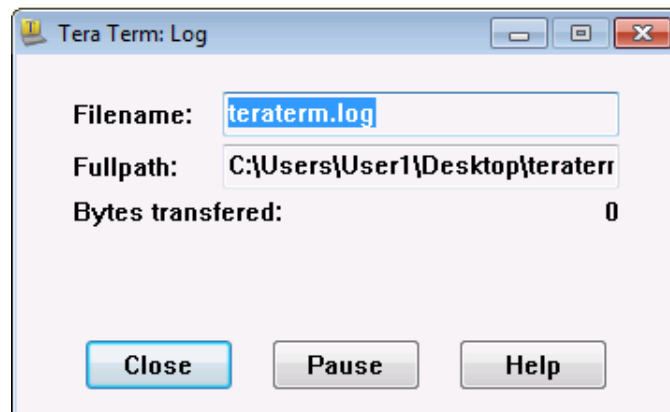 Tera Term: Log
Filename: teraterm.log
Fullpath: C:\Users\User1\Desktop\teraterr
Bytes transfered: 0
Close Pause Help